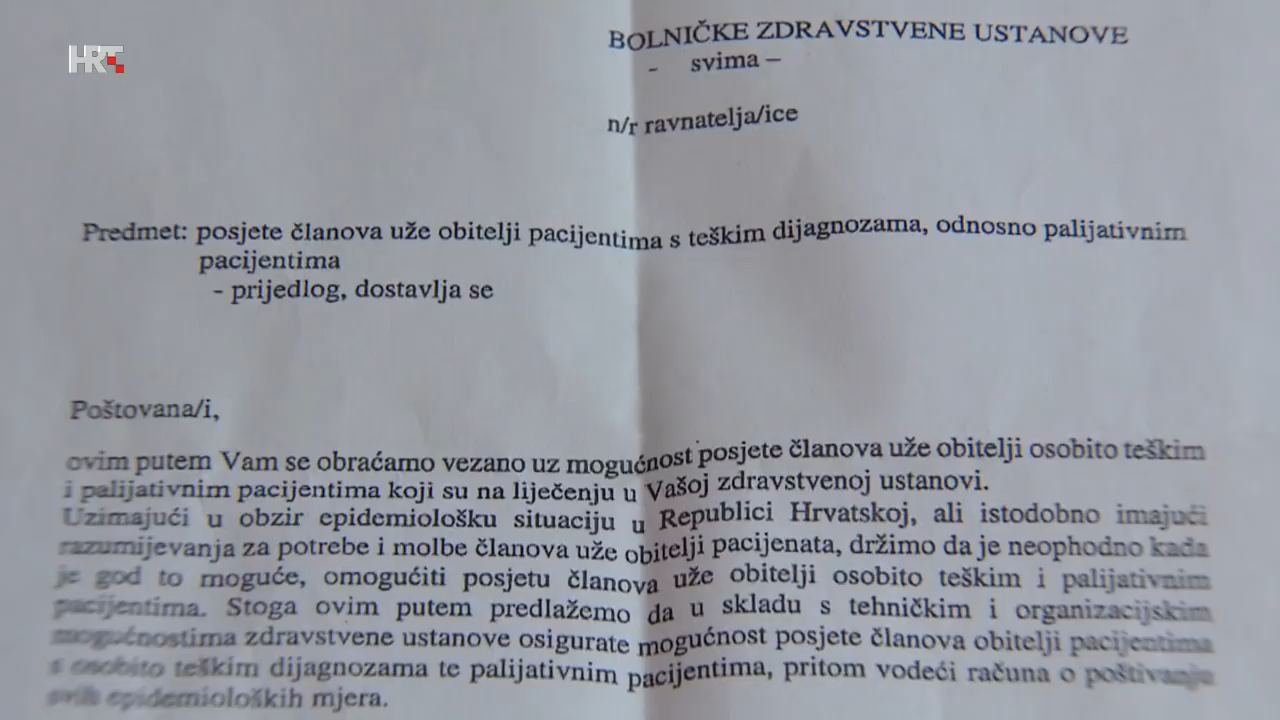 HRT
BOLNIČKE ZDRAVSTVENE USTANOVE
- svima –
n/r ravnatelja/ice
Predmet: posjete članova uže obitelji pacijentima s teškim dijagnozama, odnosno palijativnim
pacijentima
- prijedlog, dostavlja se
Poštovana/i,
ovim putem Vam se obraćamo vezano uz mogućnost posjete članova uže obitelji osobito teškim
i palijativnim pacijentima koji su na liječenju u Vašoj zdravstvenoj ustanovi.
Uzimajući u obzir epidemiološku situaciju u Republici Hrvatskoj, ali istodobno imajući
razumijevanja za potrebe i molbe članova uže obitelji pacijenata, držimo da je neophodno kada
je god to moguće, omogućiti posjetu članova uže obitelji osobito teškim i palijativnim
pacijentima. Stoga ovim putem predlažemo da u skladu s tehničkim i organizacijskim
mogućnostima zdravstvene ustanove osigurate mogućnost posjete članova obitelji pacijentima
s osobito teškim dijagnozama te palijativnim pacijentima, pritom vodeći računa o poštivanju
svih epidemioloških mjera.